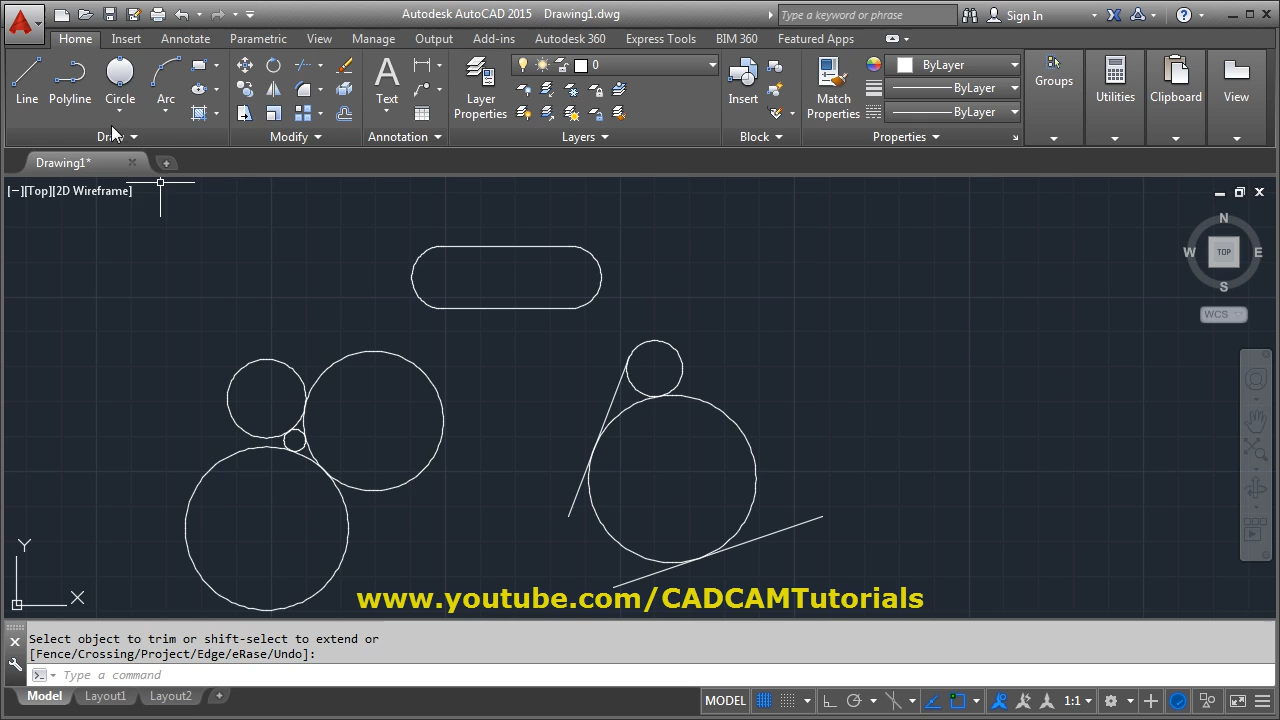 Autodesk AutoCAD 2015 Drawing1.dwg
Type a keyword or phrase
Sign In
Home Insert Annotate Parametric View Manage Output Add-ins Autodesk 360 Express Tools BIM 360 Featured Apps
Line Polyline Circle Arc
Text
Layer
Properties
0
Insert
Match
Properties
ByLayer
ByLayer
ByLayer
Groups Utilities Clipboard View
Draw Modify Annotation Layers Block Properties
Drawing1*
[−][Top][2D Wireframe]
N
W TOP E
S
WCS
Y
X
www.youtube.com/CADCAMTutorials
Select object to trim or shift-select to extend or
[Fence/Crossing/Project/Edge/eRase/Undo]:
Type a command
Model Layout1 Layout2
MODEL 1:1